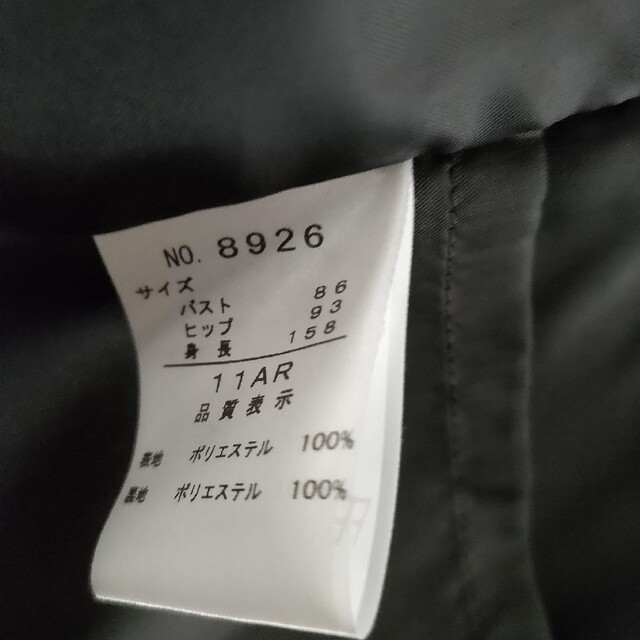 NO. 8926
サイズ
バスト 86
ヒップ 93
身長 158
11AR
品質表示
表地 ポリエステル 100%
裏地 ポリエステル 100%